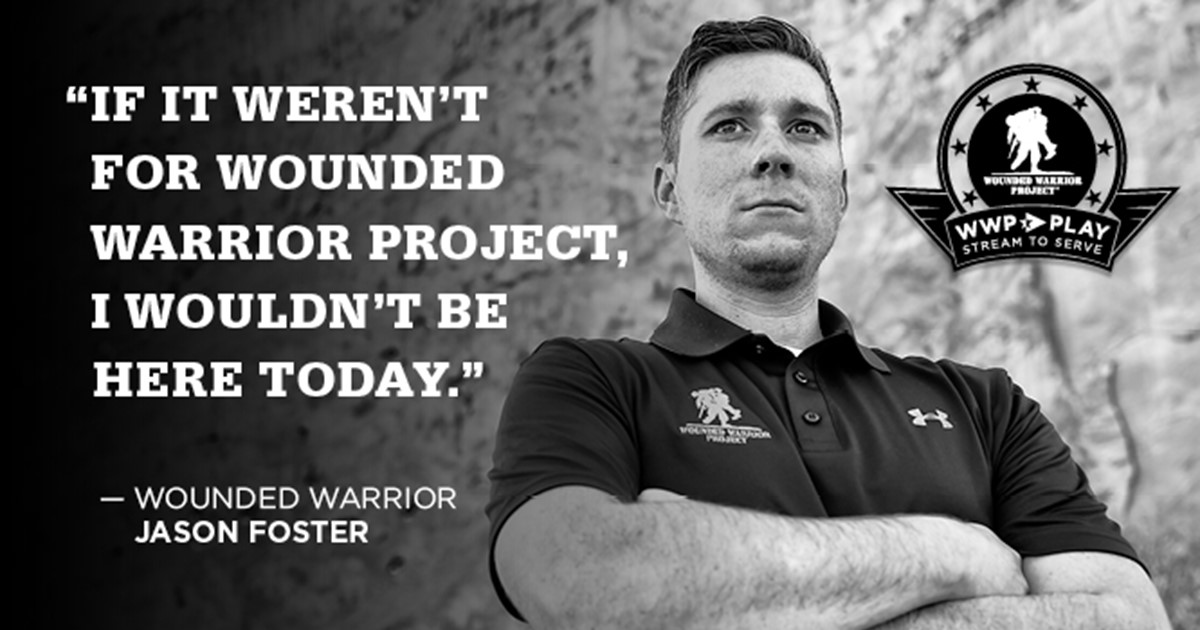 “IF IT WEREN’T
FOR WOUNDED
WARRIOR PROJECT,
I WOULDN’T BE
HERE TODAY.”
— WOUNDED WARRIOR
JASON FOSTER
WOUNDED WARRIOR
PROJECT
WWP PLAY
STREAM TO SERVE
WOUNDED WARRIOR
PROJECT